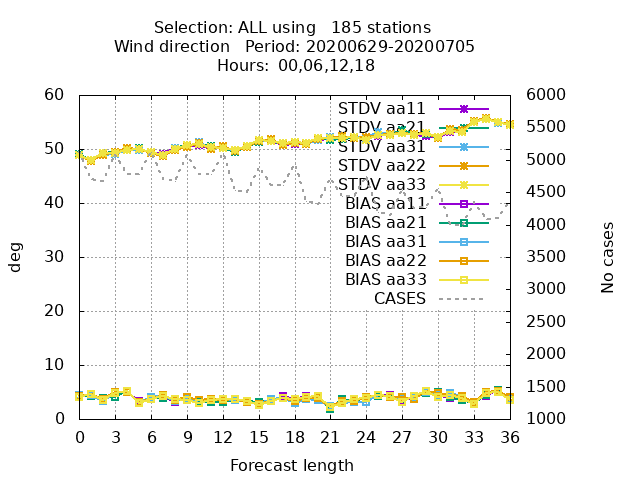 Selection: ALL using   185 stations
Wind direction   Period: 20200629-20200705
Hours:  00,06,12,18
60 6000
STDV aa11
STDV aa21 5500
STDV aa31
50 5000
STDV aa22
STDV aa33 4500
40 BIAS aa11
BIAS aa21 4000
BIAS aa31
deg No cases
30 3500
BIAS aa22
BIAS aa33 3000
CASES
20 2500
10 2000
1500
0 1000
0 3 6 9 12 15 18 21 24 27 30 33 36
Forecast length